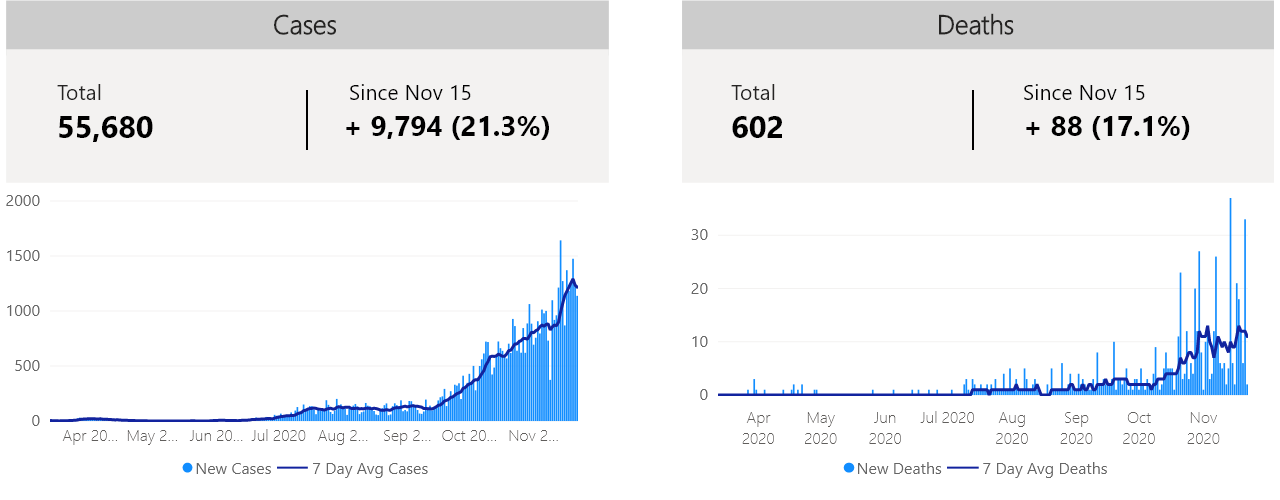 Cases
Total
55,680
Since Nov 15
+ 9,794 (21.3%)
2000
1500
1000
500
0
Apr 20... May 2... Jun 20... Jul 2020 Aug 2... Sep 2... Oct 20... Nov 2...
New Cases 7 Day Avg Cases
Deaths
Total
602
Since Nov 15
+ 88 (17.1%)
30
20
10
0
Apr 2020
May 2020
Jun 2020
Jul 2020
Aug 2020
Sep 2020
Oct 2020
Nov 2020
New Deaths 7 Day Avg Deaths